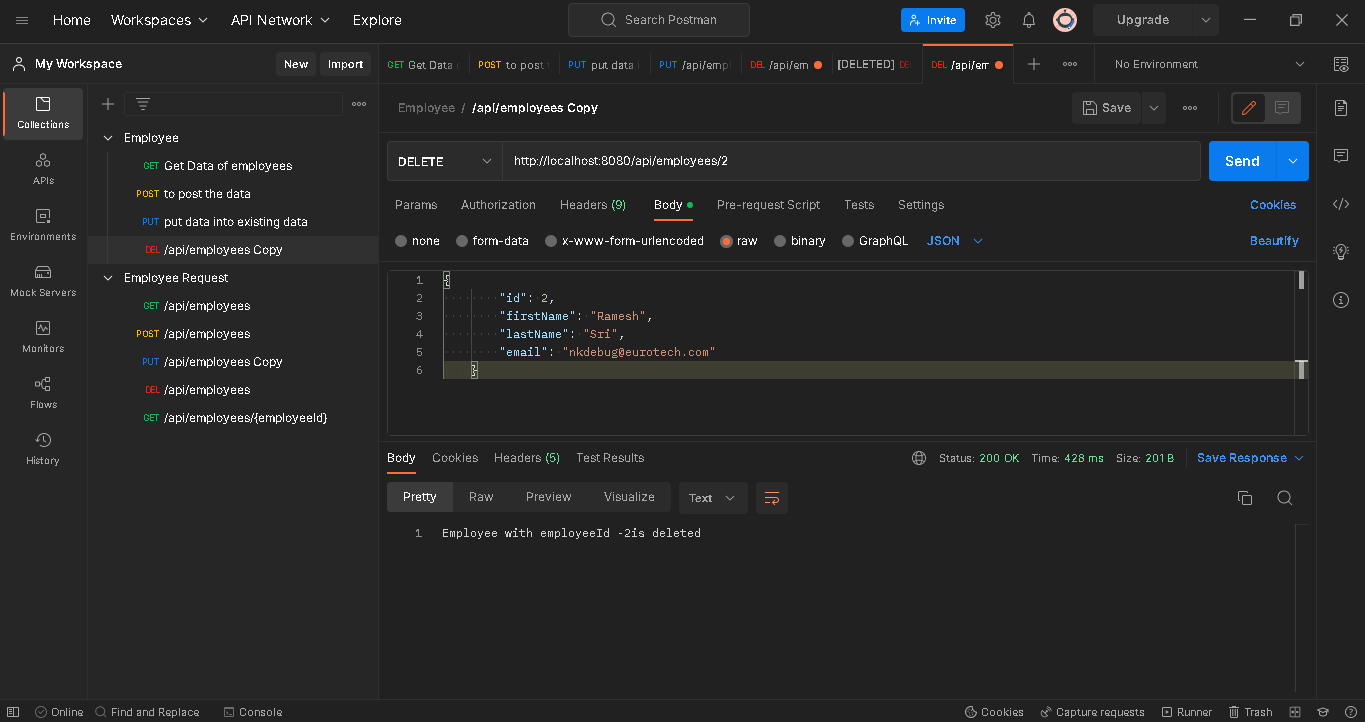 Home Workspaces API Network Explore Search Postman Invite Upgrade
My Workspace New Import
GET Get Data POST to post t PUT put data PUT /api/empl DEL /api/em [DELETED] DEL DEL /api/em No Environment
Collections
APIs
Environments
Mock Servers
Monitors
Flows
History
Employee
GET Get Data of employees
POST to post the data
PUT put data into existing data
DEL /api/employees Copy
Employee Request
GET /api/employees
POST /api/employees
PUT /api/employees Copy
DEL /api/employees
GET /api/employees/{employeeId}
Employee / /api/employees Copy Save
DELETE http://localhost:8080/api/employees/2 Send
Params Authorization Headers (9) Body Pre-request Script Tests Settings Cookies
none form-data x-www-form-urlencoded raw binary GraphQL JSON Beautify
1 {
2 "id": 2,
3 "firstName": "Ramesh",
4 "lastName": "Sri",
5 "email": "nkdebug@eurotech.com"
6 }
Body Cookies Headers (5) Test Results Status: 200 OK Time: 428 ms Size: 201 B Save Response
Pretty Raw Preview Visualize Text
1 Employee with employeeId -2is deleted
Online Find and Replace Console Cookies Capture requests Runner Trash